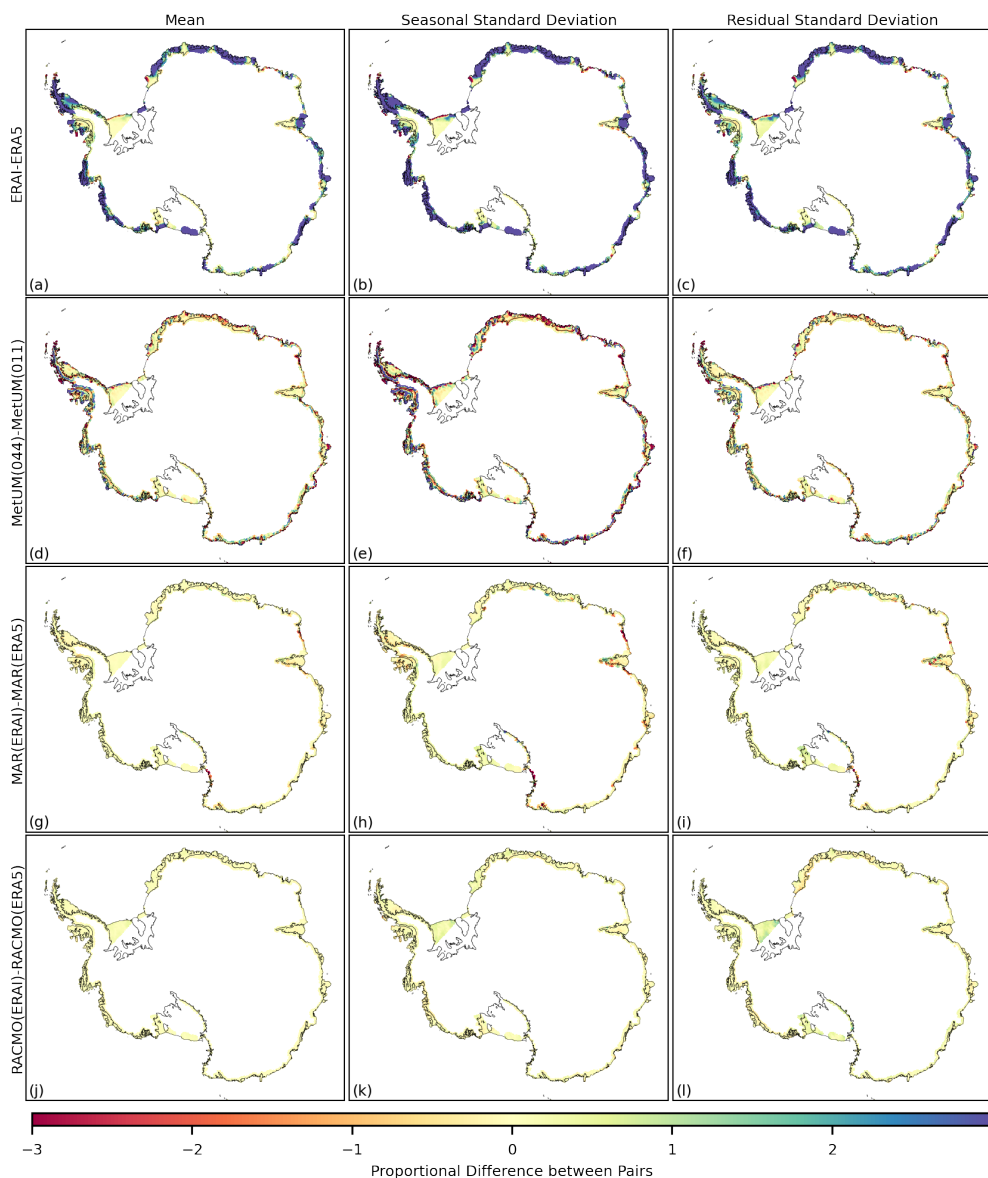 Mean
Seasonal Standard Deviation
Residual Standard Deviation
ERAI-ERA5
(a)
(b)
(c)
MetUM(044)-MetUM(011)
(d)
(e)
(f)
MAR(ERAI)-MAR(ERA5)
(g)
(h)
(i)
RACMO(ERAI)-RACMO(ERA5)
(j)
(k)
(l)
−3 −2 −1 0 1 2
Proportional Difference between Pairs